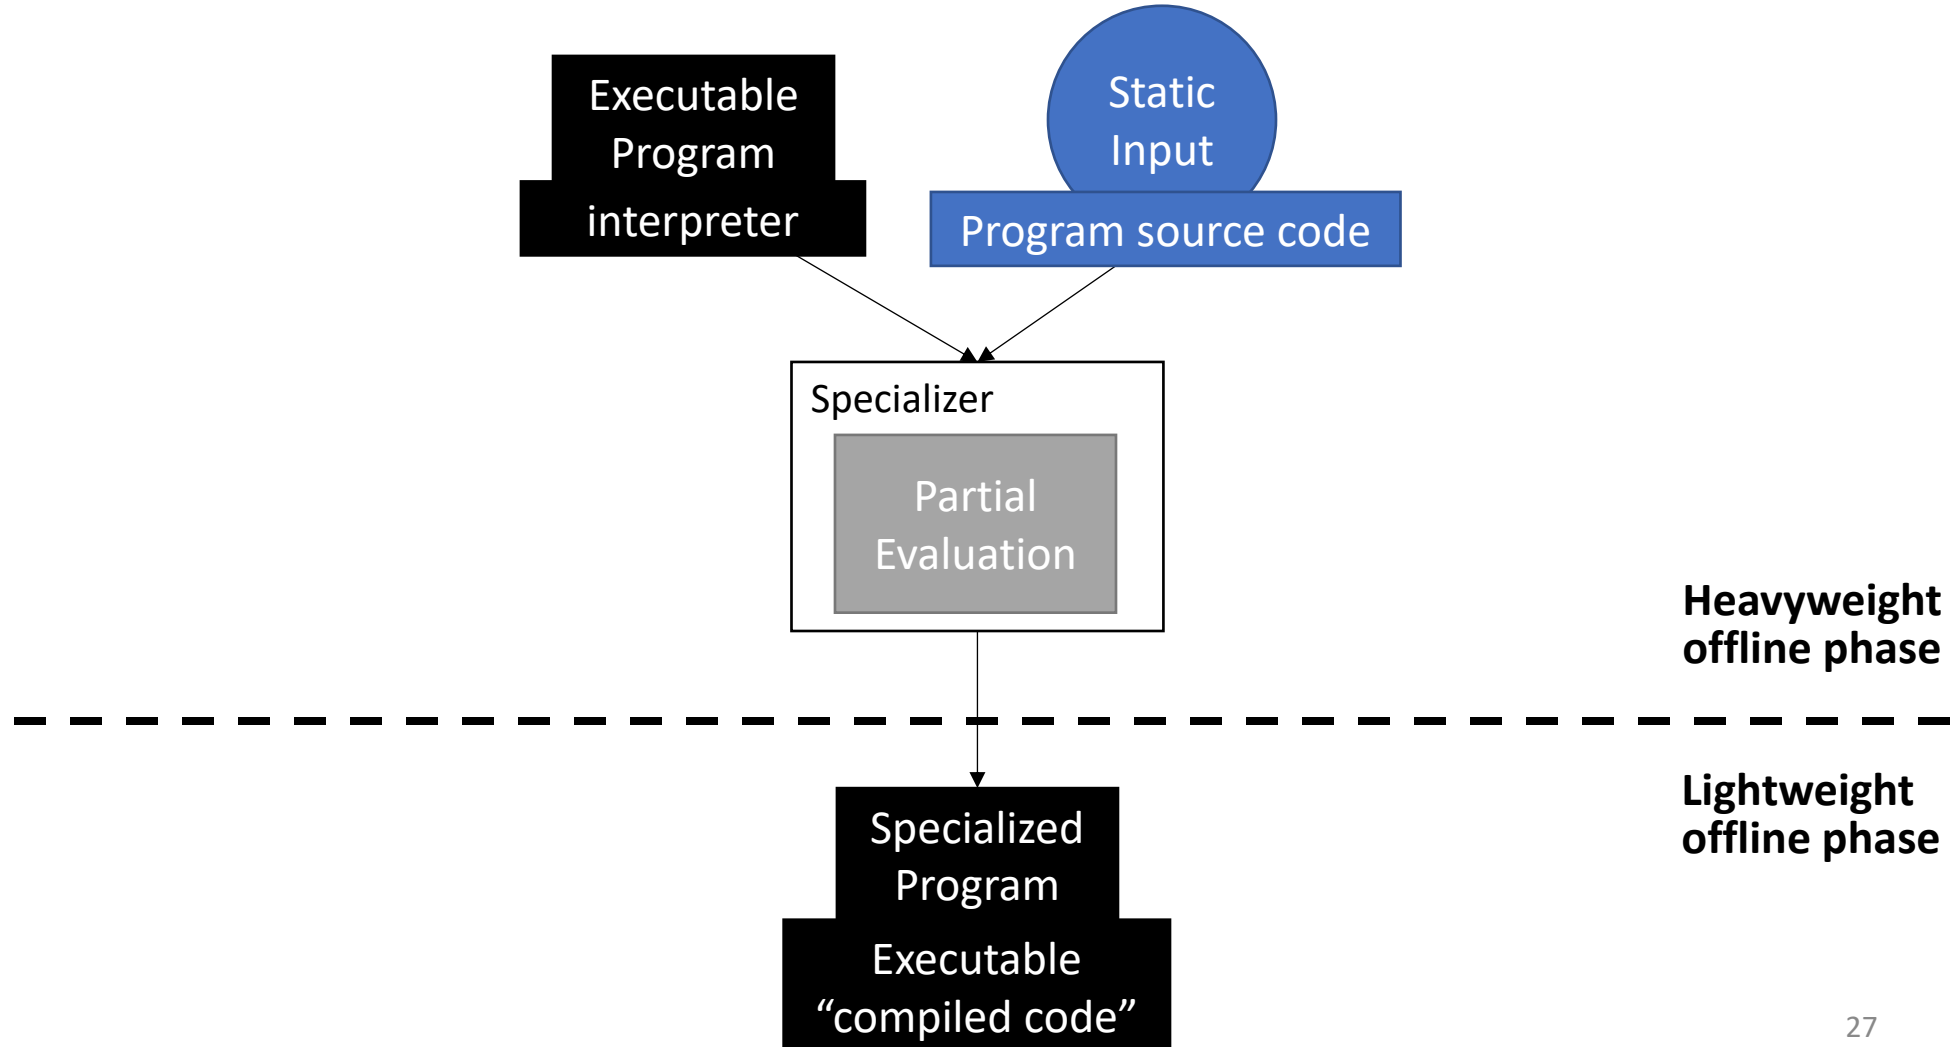 Executable
Program
interpreter
Static
Input
Program source code
Specializer
Partial
Evaluation
Heavyweight
offline phase
Lightweight
offline phase
Specialized
Program
Executable
“compiled code”
27